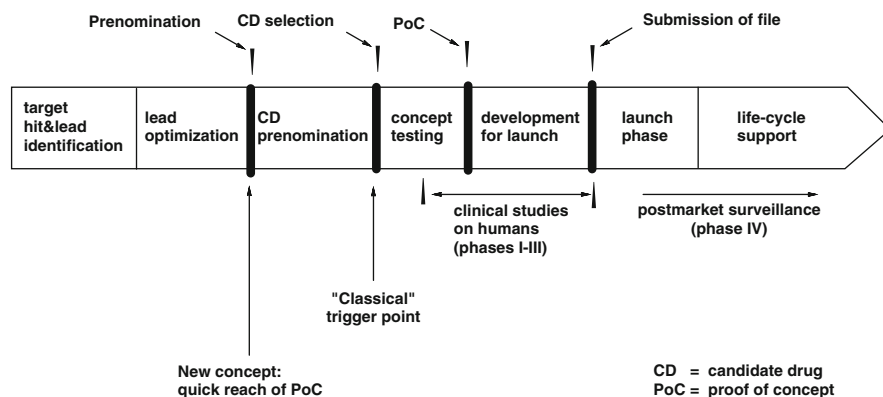 Prenomination
CD selection
PoC
Submission of file
target
hit&lead
identification
lead
optimization
CD
prenomination
concept
testing
development
for launch
launch
phase
life-cycle
support
clinical studies
on humans
(phases I-III)
postmarket surveillance
(phase IV)
"Classical"
trigger point
New concept:
quick reach of PoC
CD = candidate drug
PoC = proof of concept